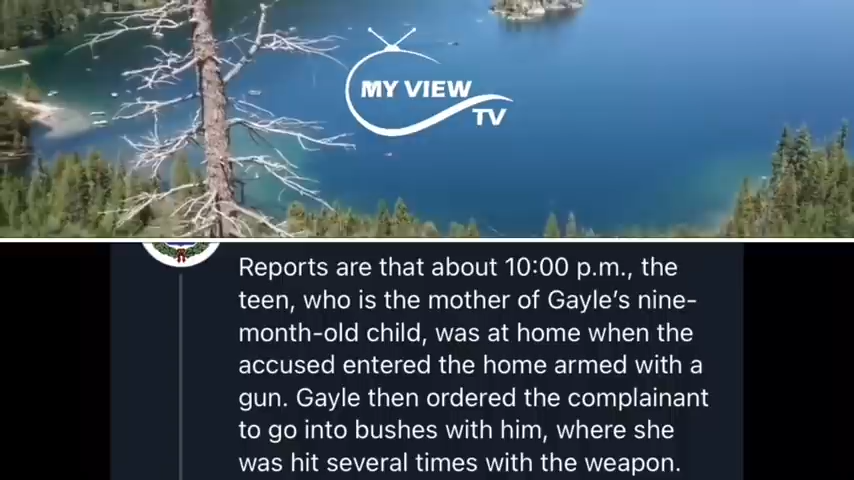 MY VIEW
TV
Reports are that about 10:00 p.m., the
teen, who is the mother of Gayle’s nine-
month-old child, was at home when the
accused entered the home armed with a
gun. Gayle then ordered the complainant
to go into bushes with him, where she
was hit several times with the weapon.